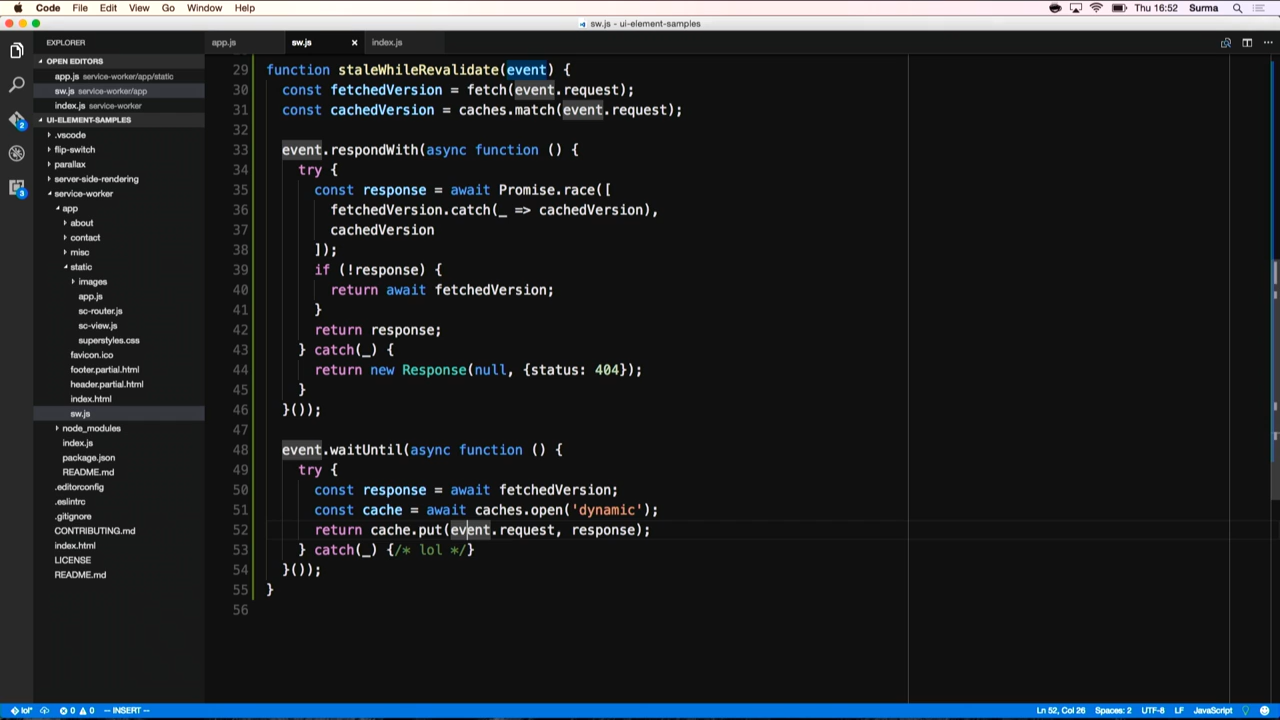 Code File Edit View Go Window Help Thu 16:52 Surma
sw.js - ui-element-samples
EXPLORER
app.js sw.js index.js
OPEN EDITORS
app.js service-worker/app/static
sw.js service-worker/app
index.js service-worker
UI-ELEMENT-SAMPLES
.vscode
flip-switch
parallax
server-side-rendering
service-worker
app
about
contact
misc
static
images
app.js
sc-router.js
sc-view.js
superstyles.css
favicon.ico
footer.partial.html
header.partial.html
index.html
sw.js
node_modules
index.js
package.json
README.md
.editorconfig
.eslintrc
.gitignore
CONTRIBUTING.md
index.html
LICENSE
README.md
2
3
29 function staleWhileRevalidate(event) {
30 const fetchedVersion = fetch(event.request);
31 const cachedVersion = caches.match(event.request);
32
33 event.respondWith(async function () {
34 try {
35 const response = await Promise.race([
36 fetchedVersion.catch(_ => cachedVersion),
37 cachedVersion
38 ]);
39 if (!response) {
40 return await fetchedVersion;
41 }
42 return response;
43 } catch(_) {
44 return new Response(null, {status: 404});
45 }
46 }());
47
48 event.waitUntil(async function () {
49 try {
50 const response = await fetchedVersion;
51 const cache = await caches.open('dynamic');
52 return cache.put(event.request, response);
53 } catch(_) {/* lol */}
54 }());
55 }
56
lol* 0 0 -- INSERT -- Ln 52, Col 26 Spaces: 2 UTF-8 LF JavaScript